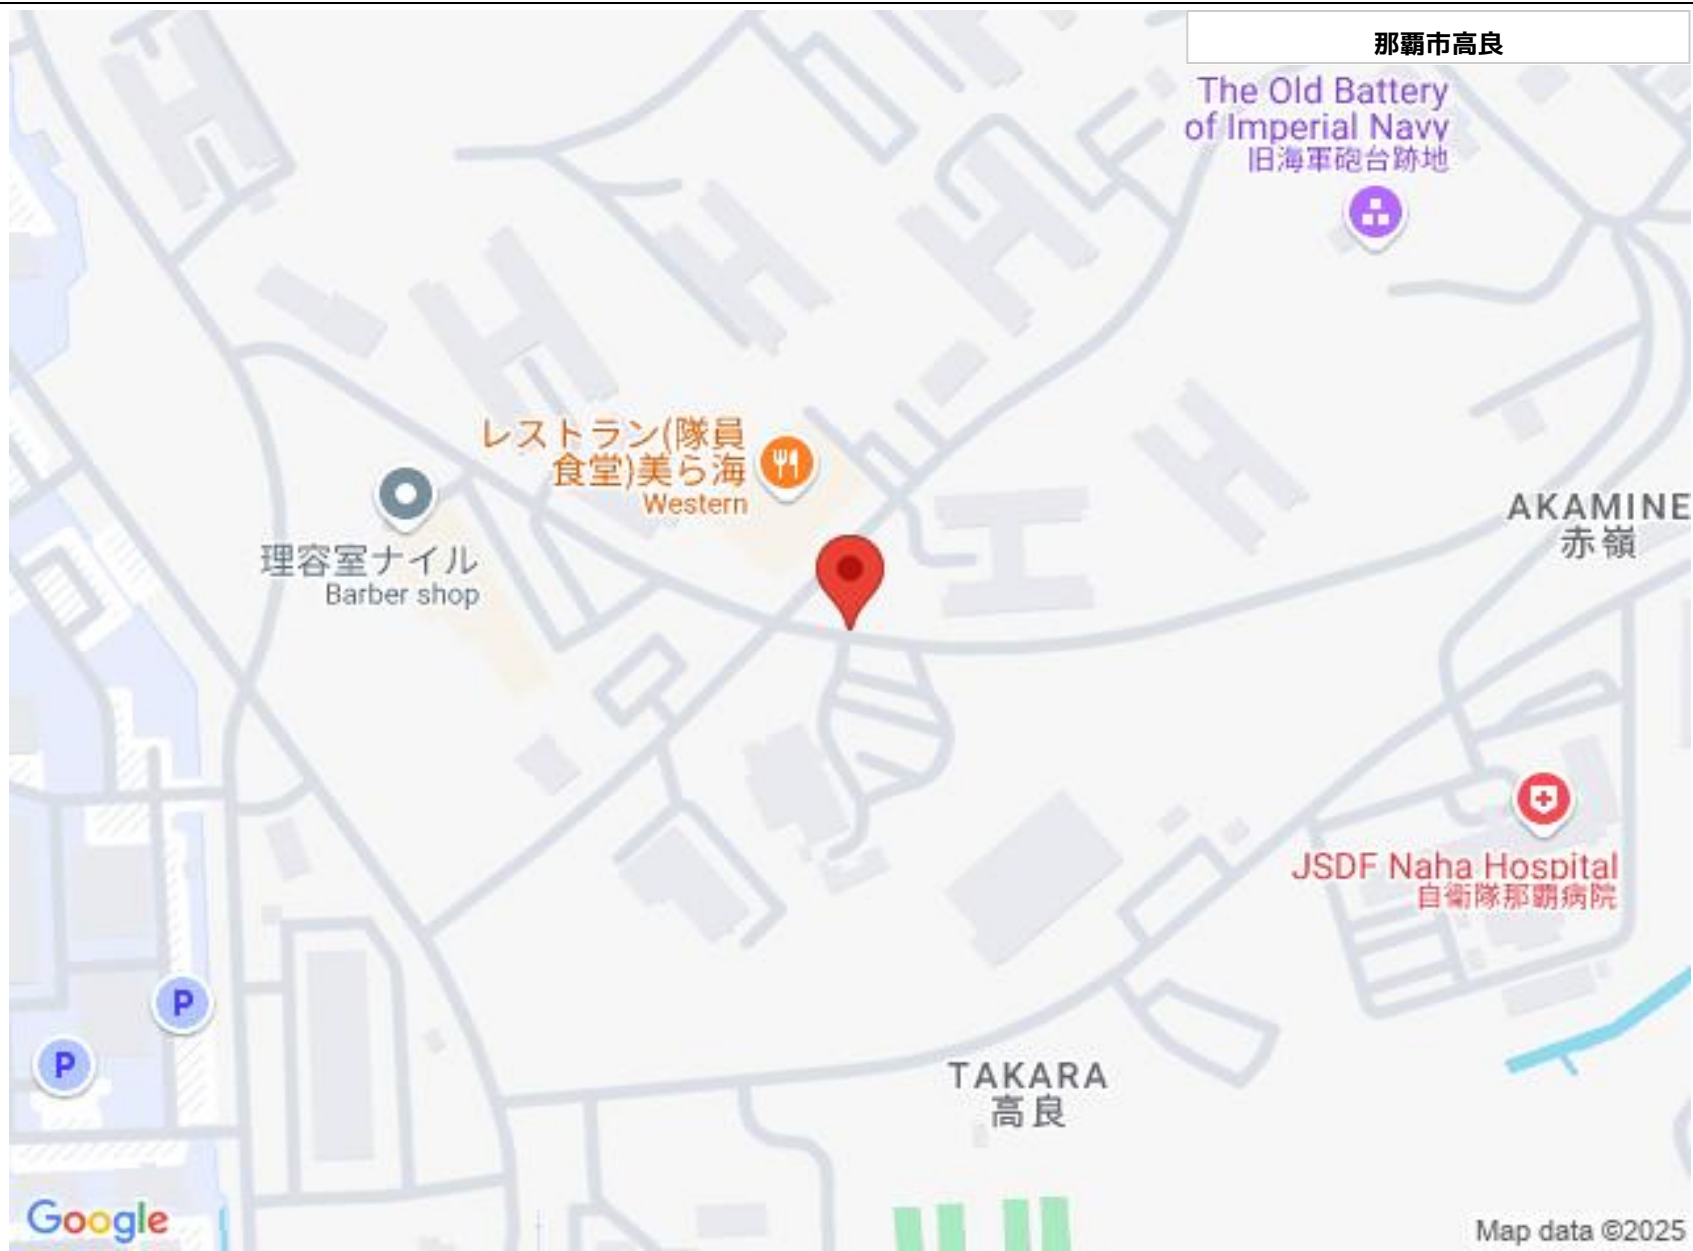 那覇市高良
The Old Battery
of Imperial Navy
旧海軍砲台跡地
レストラン(隊員
食堂)美ら海
Western
理容室ナイル
Barber shop
AKAMINE
赤嶺
JSDF Naha Hospital
自衛隊那覇病院
P
P
TAKARA
高良
Google
Map data ©2025